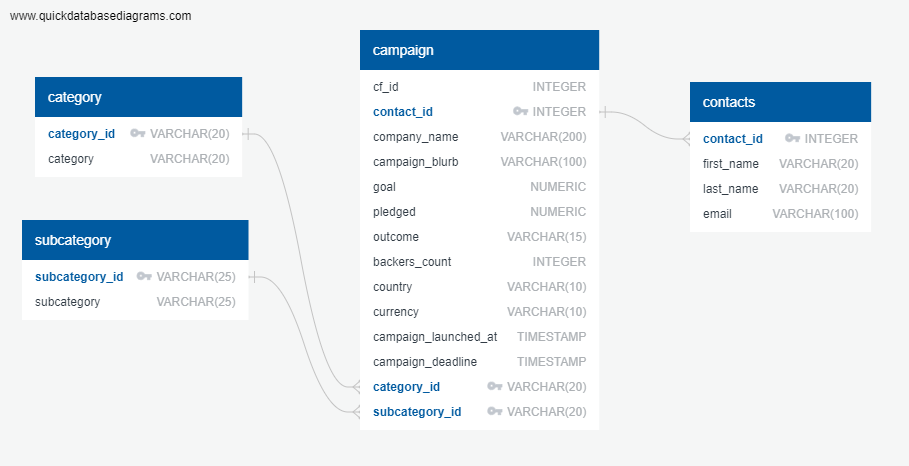 www.quickdatabasediagrams.com
category
category_id VARCHAR(20)
category VARCHAR(20)
subcategory
subcategory_id VARCHAR(25)
subcategory VARCHAR(25)
campaign
cf_id INTEGER
contact_id INTEGER
company_name VARCHAR(200)
campaign_blurb VARCHAR(100)
goal NUMERIC
pledged NUMERIC
outcome VARCHAR(15)
backers_count INTEGER
country VARCHAR(10)
currency VARCHAR(10)
campaign_launched_at TIMESTAMP
campaign_deadline TIMESTAMP
category_id VARCHAR(20)
subcategory_id VARCHAR(20)
contacts
contact_id INTEGER
first_name VARCHAR(20)
last_name VARCHAR(20)
email VARCHAR(100)